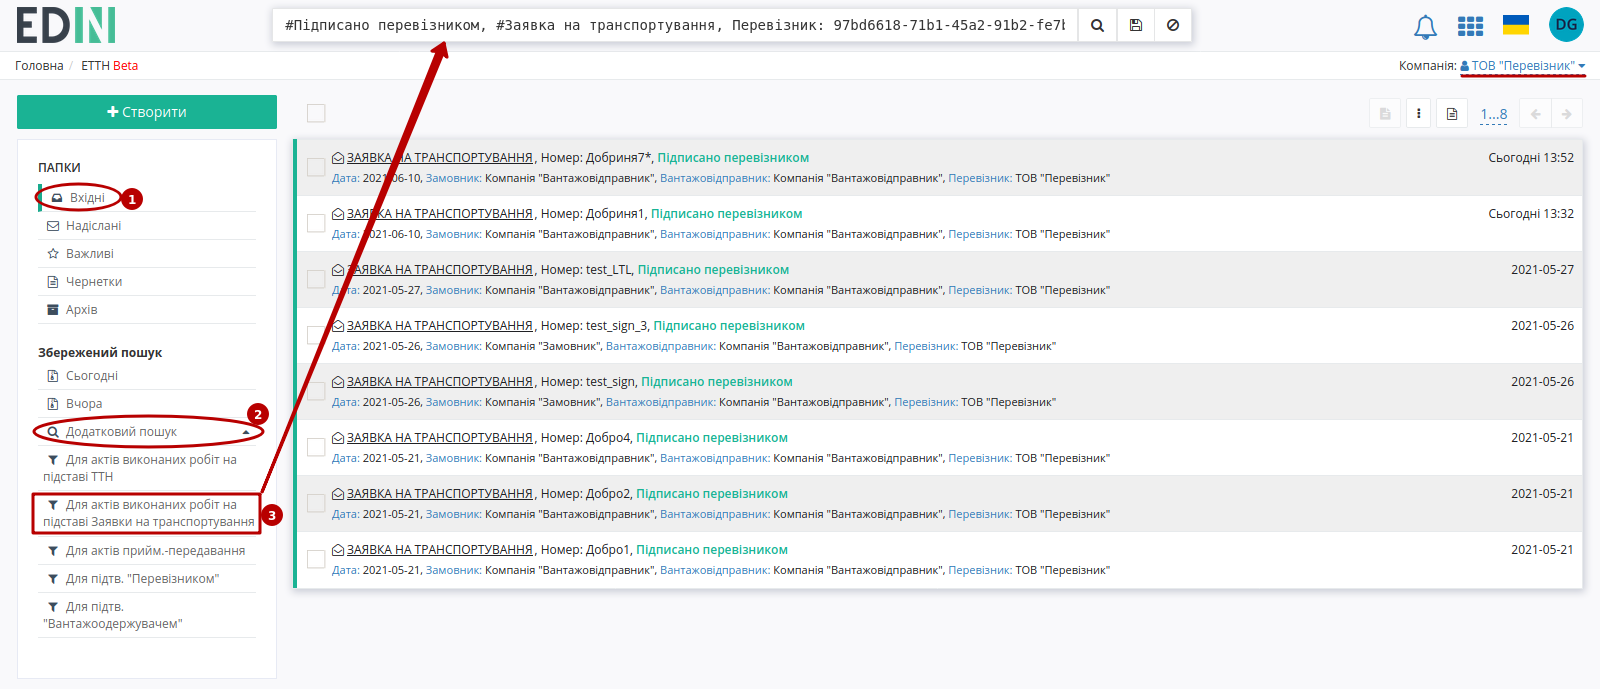 EDIN
#Підписано перевізником, #Заявка на транспортування, Перевізник: 97bd6618-71b1-45a2-91b2-fe7b
DG
Головна / ЕТТН Beta
Компанія: ТОВ "Перевізник"
Створити
1...8
ПАПКИ
Вхідні
1
Надіслані
Важливі
Чернетки
Архів
Збережений пошук
Сьогодні
Вчора
2
Додатковий пошук
Для актів виконаних робіт на
підставі ТТН
Для актів виконаних робіт на
підставі Заявки на транспортування
3
Для актів прийм.-передавання
Для підтв. "Перевізником"
Для підтв.
"Вантажоодержувачем"
ЗАЯВКА НА ТРАНСПОРТУВАННЯ, Номер: Добриня7*, Підписано перевізником Сьогодні 13:52
Дата: 2021-06-10, Замовник: Компанія "Вантажовідправник", Вантажовідправник: Компанія "Вантажовідправник", Перевізник: ТОВ "Перевізник"
ЗАЯВКА НА ТРАНСПОРТУВАННЯ, Номер: Добриня1, Підписано перевізником Сьогодні 13:32
Дата: 2021-06-10, Замовник: Компанія "Вантажовідправник", Вантажовідправник: Компанія "Вантажовідправник", Перевізник: ТОВ "Перевізник"
ЗАЯВКА НА ТРАНСПОРТУВАННЯ, Номер: test_LTL, Підписано перевізником 2021-05-27
Дата: 2021-05-27, Замовник: Компанія "Вантажовідправник", Вантажовідправник: Компанія "Вантажовідправник", Перевізник: ТОВ "Перевізник"
ЗАЯВКА НА ТРАНСПОРТУВАННЯ, Номер: test_sign_3, Підписано перевізником 2021-05-26
Дата: 2021-05-26, Замовник: Компанія "Замовник", Вантажовідправник: Компанія "Вантажовідправник", Перевізник: ТОВ "Перевізник"
ЗАЯВКА НА ТРАНСПОРТУВАННЯ, Номер: test_sign, Підписано перевізником 2021-05-26
Дата: 2021-05-26, Замовник: Компанія "Замовник", Вантажовідправник: Компанія "Вантажовідправник", Перевізник: ТОВ "Перевізник"
ЗАЯВКА НА ТРАНСПОРТУВАННЯ, Номер: Добро4, Підписано перевізником 2021-05-21
Дата: 2021-05-21, Замовник: Компанія "Вантажовідправник", Вантажовідправник: Компанія "Вантажовідправник", Перевізник: ТОВ "Перевізник"
ЗАЯВКА НА ТРАНСПОРТУВАННЯ, Номер: Добро2, Підписано перевізником 2021-05-21
Дата: 2021-05-21, Замовник: Компанія "Вантажовідправник", Вантажовідправник: Компанія "Вантажовідправник", Перевізник: ТОВ "Перевізник"
ЗАЯВКА НА ТРАНСПОРТУВАННЯ, Номер: Добро1, Підписано перевізником 2021-05-21
Дата: 2021-05-21, Замовник: Компанія "Вантажовідправник", Вантажовідправник: Компанія "Вантажовідправник", Перевізник: ТОВ "Перевізник"